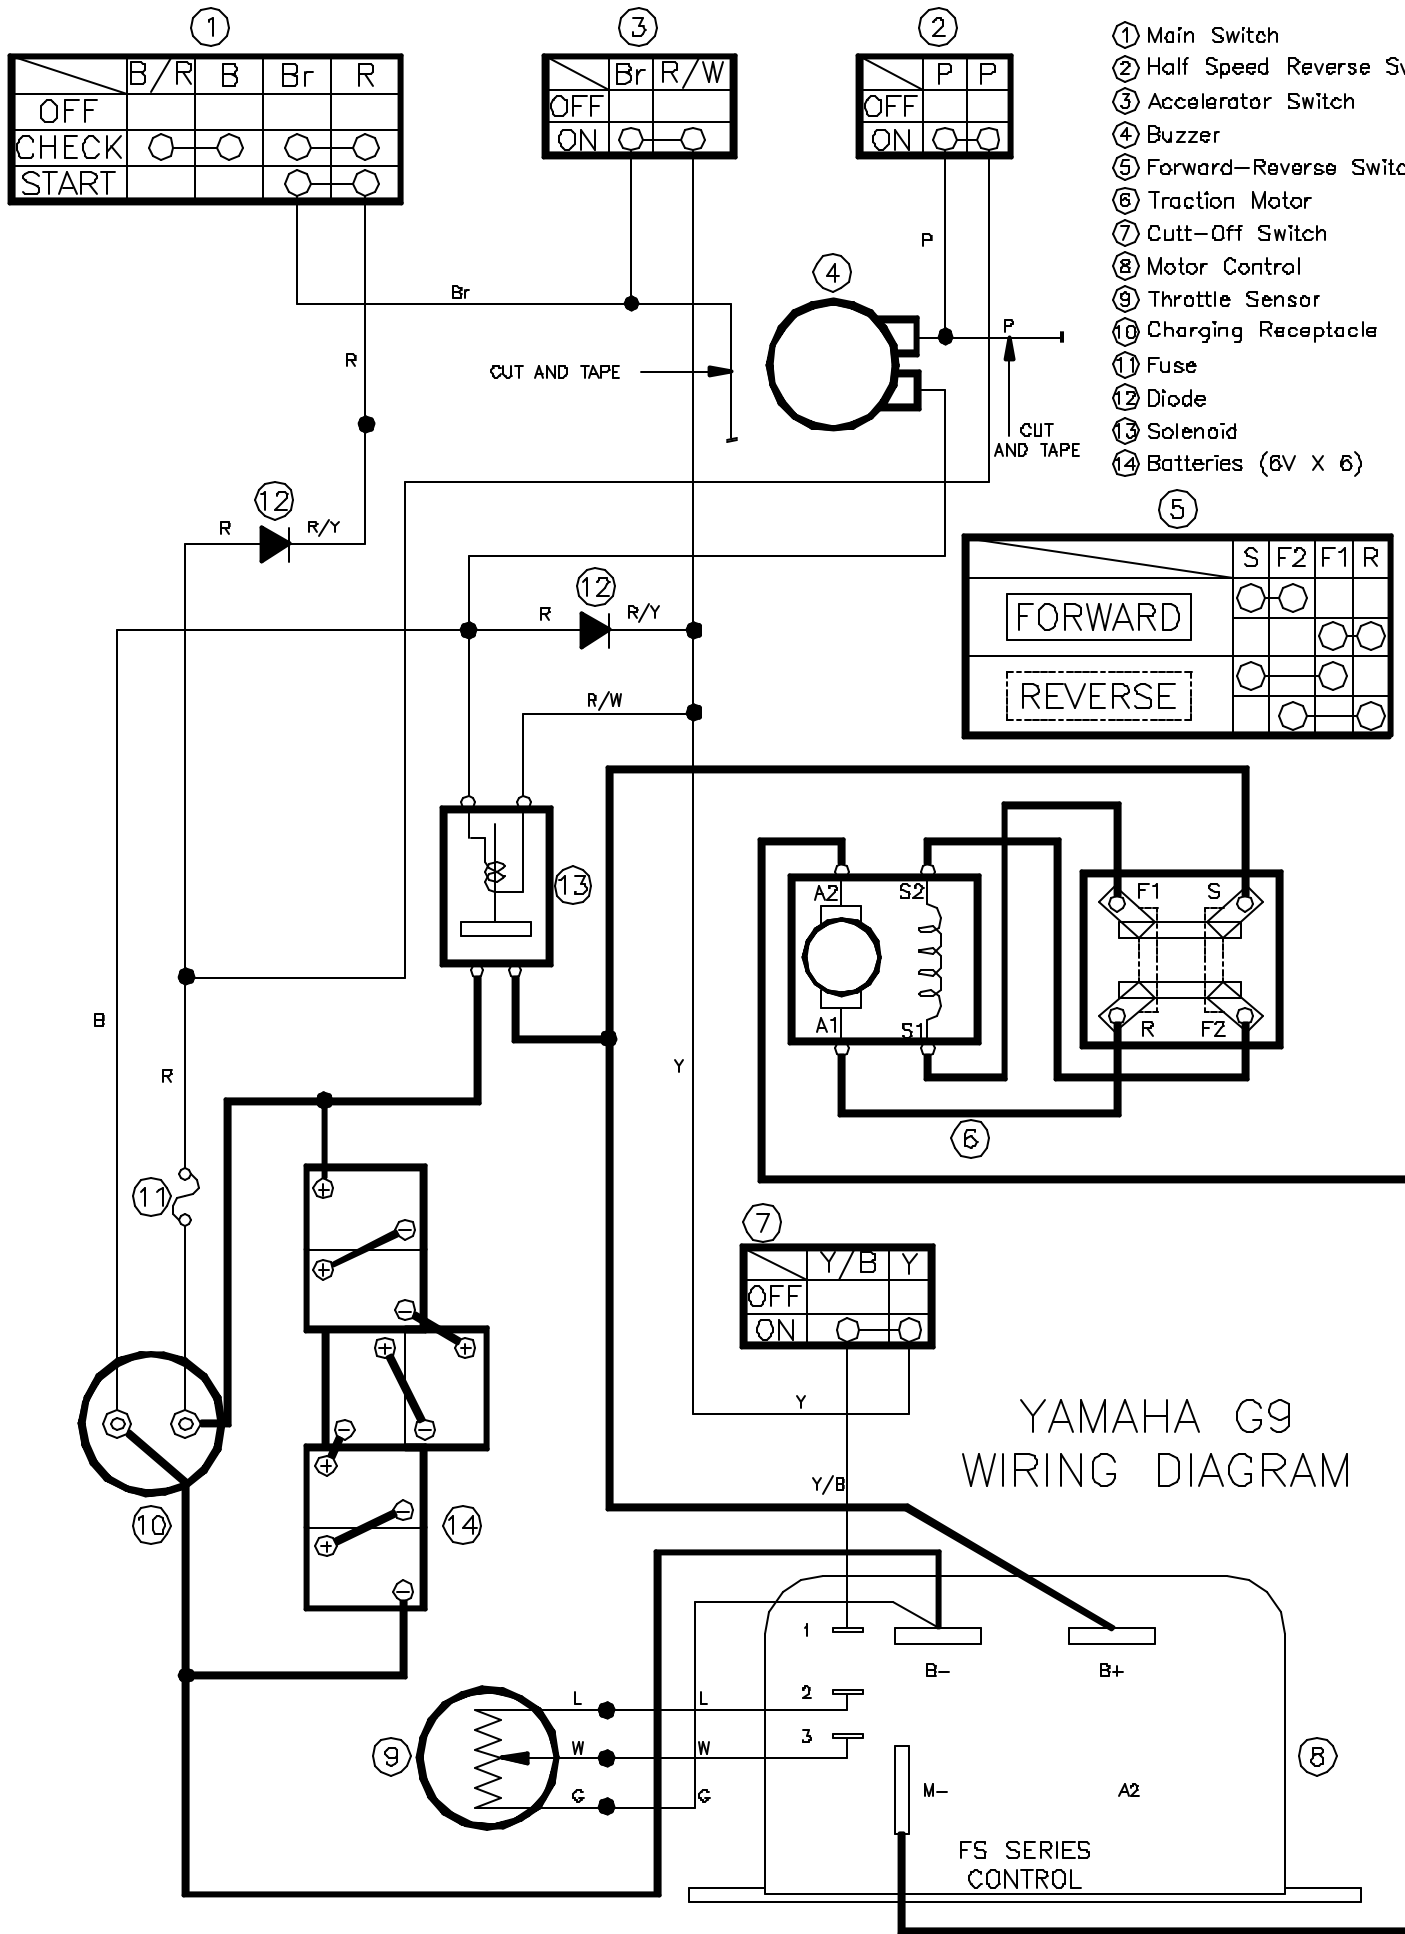 1 3 2
B/R B Br R
OFF
CHECK
START
Br R/W
OFF
ON
P P
OFF
ON
1 Main Switch
2 Half Speed Reverse
3 Accelerator Switch
4 Buzzer
5 Forward-Reverse
6 Traction Motor
7 Cutt-Off Switch
8 Motor Control
9 Throttle Sensor
10 Charging Receptacle
11 Fuse
12 Diode
13 Solenoid
14 Batteries (6V X 6)
P
4
Br
P
R
CUT AND TAPE
CUT
AND TAPE
12
R R/Y
5
S F2 F1 R
FORWARD
REVERSE
12
R R/Y
R/W
13
A2 S2
A1 S1
F1 S
R F2
B
R
Y
6
11
7
Y/B Y
OFF
ON
Y
YAMAHA G9
WIRING DIAGRAM
Y/B
+
-
+
-
+ +
- -
+
-
+
-
10
14
1
B- B+
2
L L
3
W W
9
8
G G
M- A2
FS SERIES
CONTROL